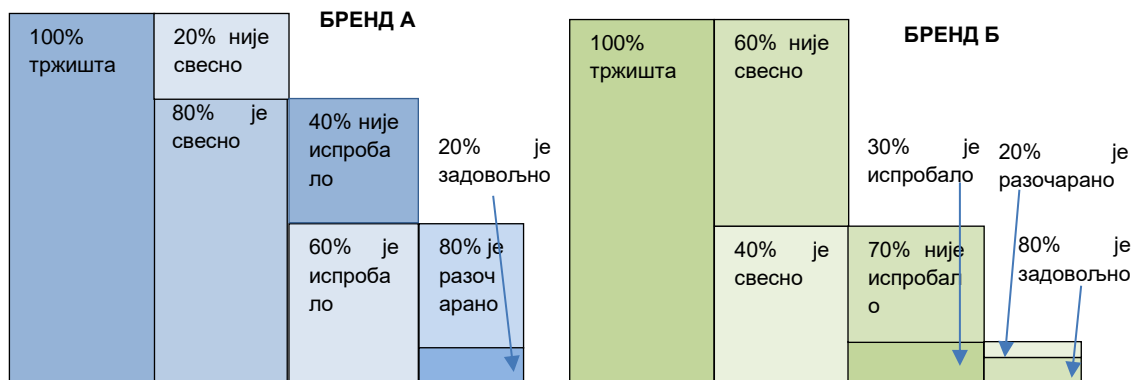 БРЕНД А
100%
тржишта
20% није
свесно
80% је
свесно
40% није
испроба
ло
60% је
испроба
ло
20% је
задовољно
80% је
разоч
арано
БРЕНД Б
100%
тржишта
60% није
свесно
40% је
свесно
30% је
испробало
70% није
испробал
о
20% је
разочарано
80% је
задовољно